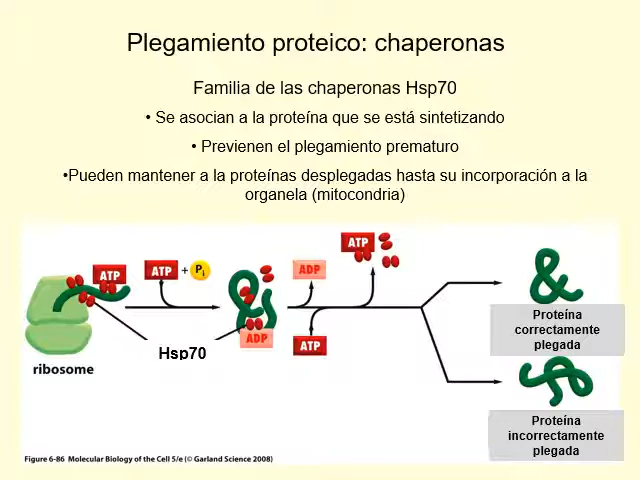 Plegamiento proteico: chaperonas
Familia de las chaperonas Hsp70
• Se asocian a la proteína que se está sintetizando
• Previenen el plegamiento prematuro
•Pueden mantener a la proteínas desplegadas hasta su incorporación a la
organela (mitocondria)
ATP
ATP + Pi
ADP
ATP
ADP
ATP
Hsp70
ribosome
Proteína
correctamente
plegada
Proteína
incorrectamente
plegada
Figure 6-86 Molecular Biology of the Cell 5/e (© Garland Science 2008)